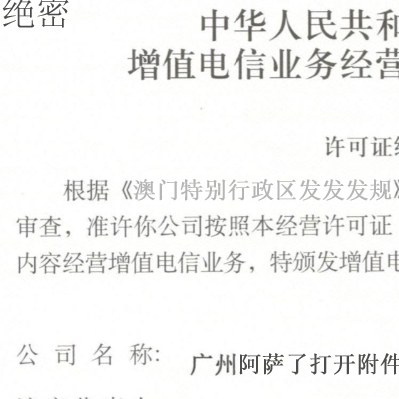 绝密
中华人民共和
增值电信业务经营
许可证
根据《澳门特别行政区发发发规》
审查，准许你公司按照本经营许可证
内容经营增值电信业务，特颁发增值
公司名称：
广州阿萨了打开附件